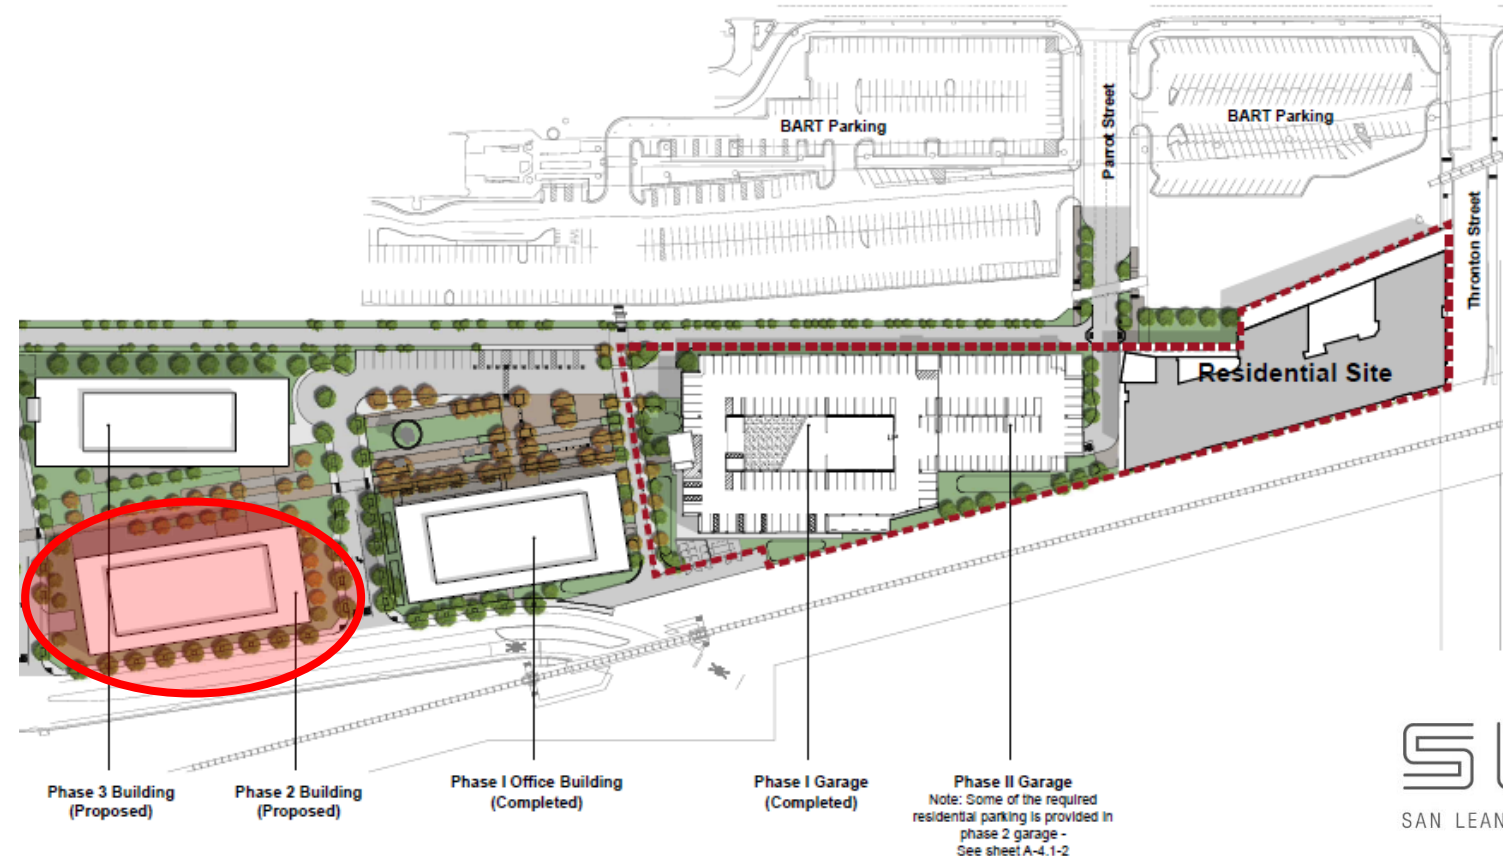 BART Parking
BART Parking
Parrot Street
Thronton Street
Residential Site
Phase 3 Building
(Proposed)
Phase 2 Building
(Proposed)
Phase I Office Building
(Completed)
Phase I Garage
(Completed)
Phase II Garage
Note: Some of the required
residential parking is provided in
phase 2 garage -
See sheet A-4.1-2
SAN LEAN